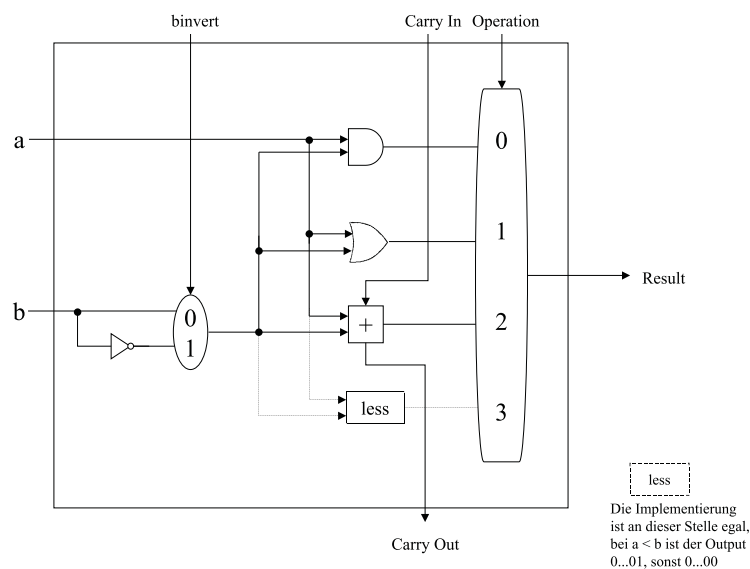 binvert
Carry In
Operation
a
0
1
b
0
1
+
2
less
3
Result
Carry Out
less
Die Implementierung
ist an dieser Stelle egal,
bei a < b ist der Output
0...01, sonst 0...00